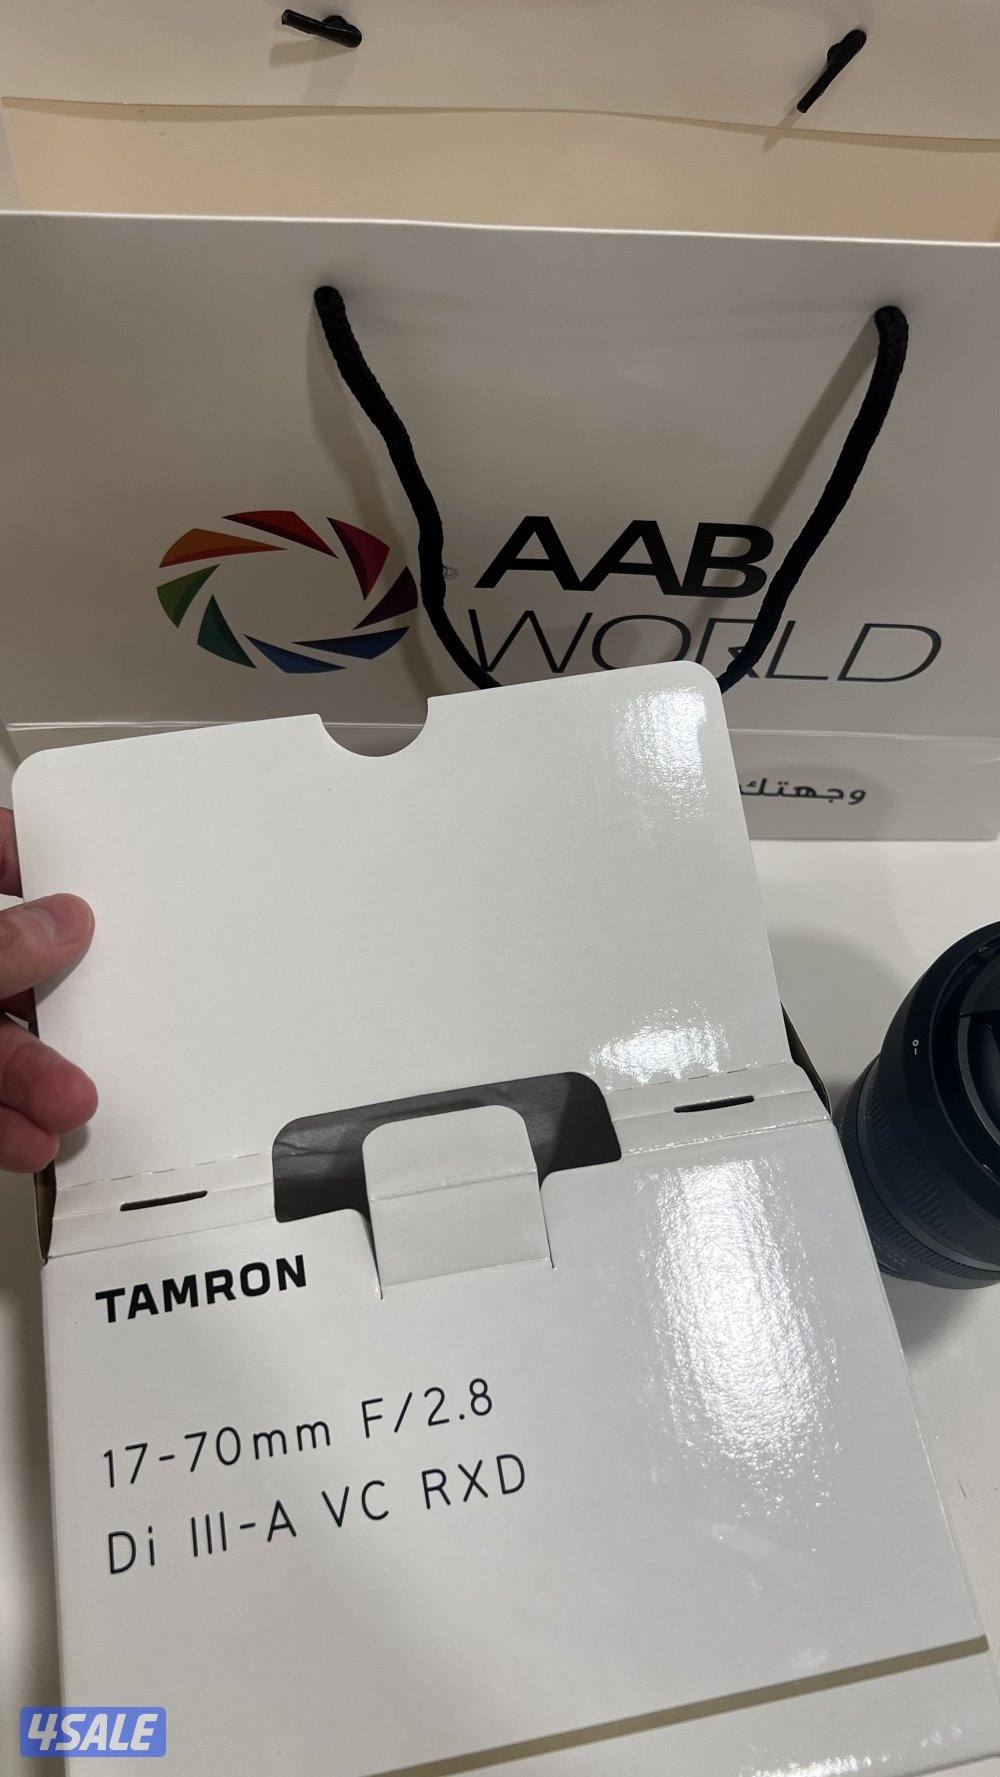 AAB
WORLD
وجهتك
TAMRON
17-70mm F/2.8
Di III-A VC RXD
4SALE